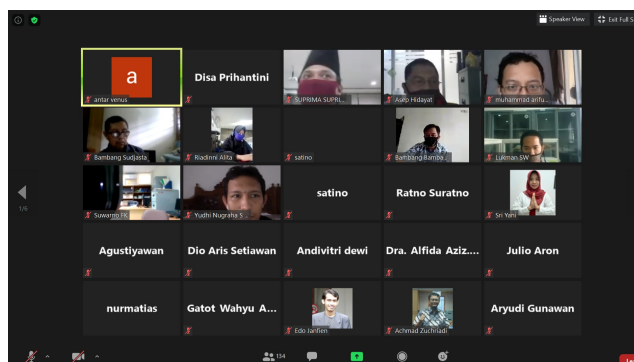 Speaker View
Exit Full S
a
antar venus
Disa Prihantini
SUPRIMA SUPRI...
Asep Hidayat
muhammad arifu...
Bambang Sudjasta
Riadinni Alita
satino
Bambang Bamba...
Lukman SW
Suwarno FK
Yudhi Nugraha S...
satino
Ratno Suratno
Sri Yani
1/6
Agustiyawan
Dio Aris Setiawan
Andivitri dewi
Dra. Alfida Aziz....
Julio Aron
nurmatias
Gatot Wahyu A...
Edo Janfien
Achmad Zuchriadi
Aryudi Gunawan
134